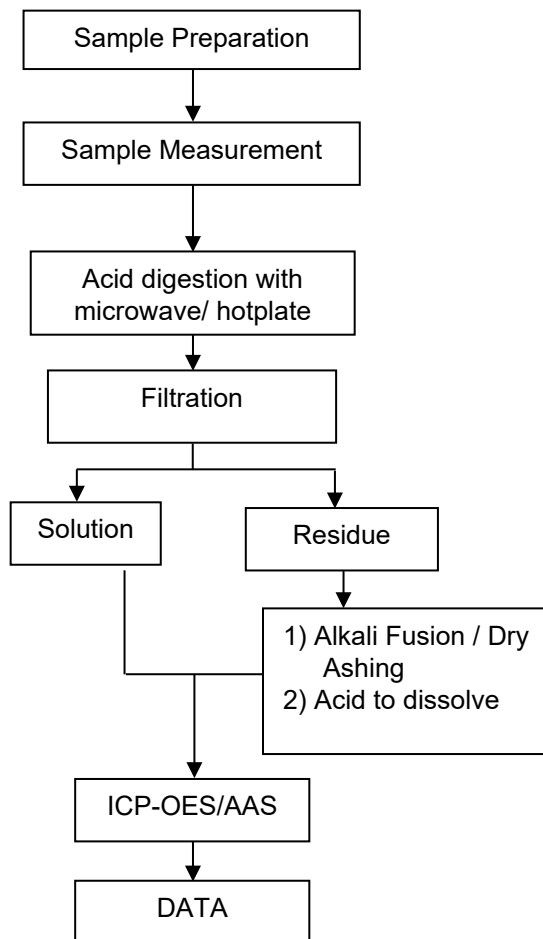 Sample Preparation
Sample Measurement
Acid digestion with
microwave/ hotplate
Filtration
Solution
Residue
1) Alkali Fusion / Dry
Ashing
2) Acid to dissolve
ICP-OES/AAS
DATA